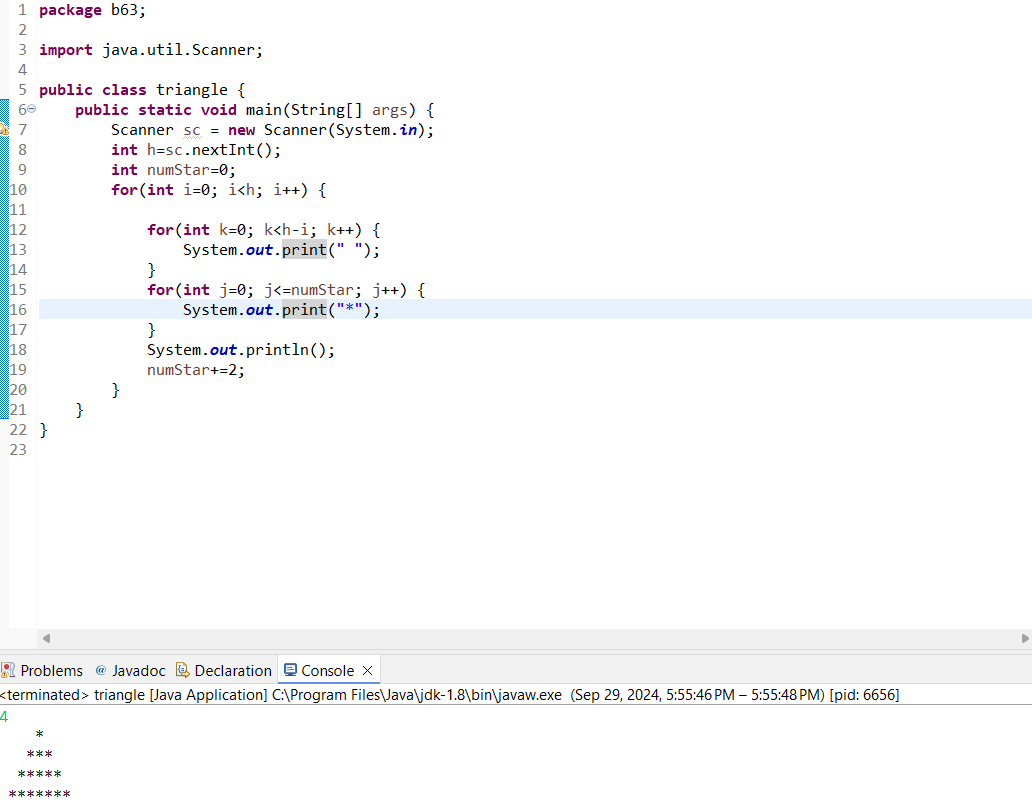 1 package b63;
2
3 import java.util.Scanner;
4
5 public class triangle {
6     public static void main(String[] args) {
7         Scanner sc = new Scanner(System.in);
8         int h=sc.nextInt();
9         int numStar=0;
10         for(int i=0; i<h; i++) {
11
12             for(int k=0; k<h-i; k++) {
13                 System.out.print(" ");
14             }
15             for(int j=0; j<=numStar; j++) {
16                 System.out.print("*");
17             }
18             System.out.println();
19             numStar+=2;
20         }
21     }
22 }
23
Problems @ Javadoc Declaration Console
<terminated> triangle [Java Application] C:\Program Files\Java\jdk-1.8\bin\javaw.exe (Sep 29, 2024, 5:55:46 PM – 5:55:48 PM) [pid: 6656]
4
    *
   ***
  *****
 *******